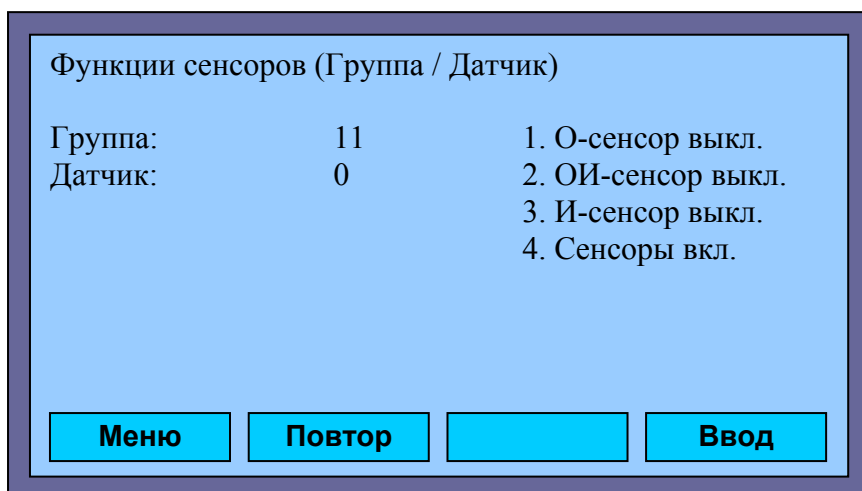 Функции сенсоров (Группа / Датчик)
Группа: 11 1. О-сенсор выкл.
Датчик: 0 2. ОИ-сенсор выкл.
3. И-сенсор выкл.
4. Сенсоры вкл.
Меню Повтор Ввод